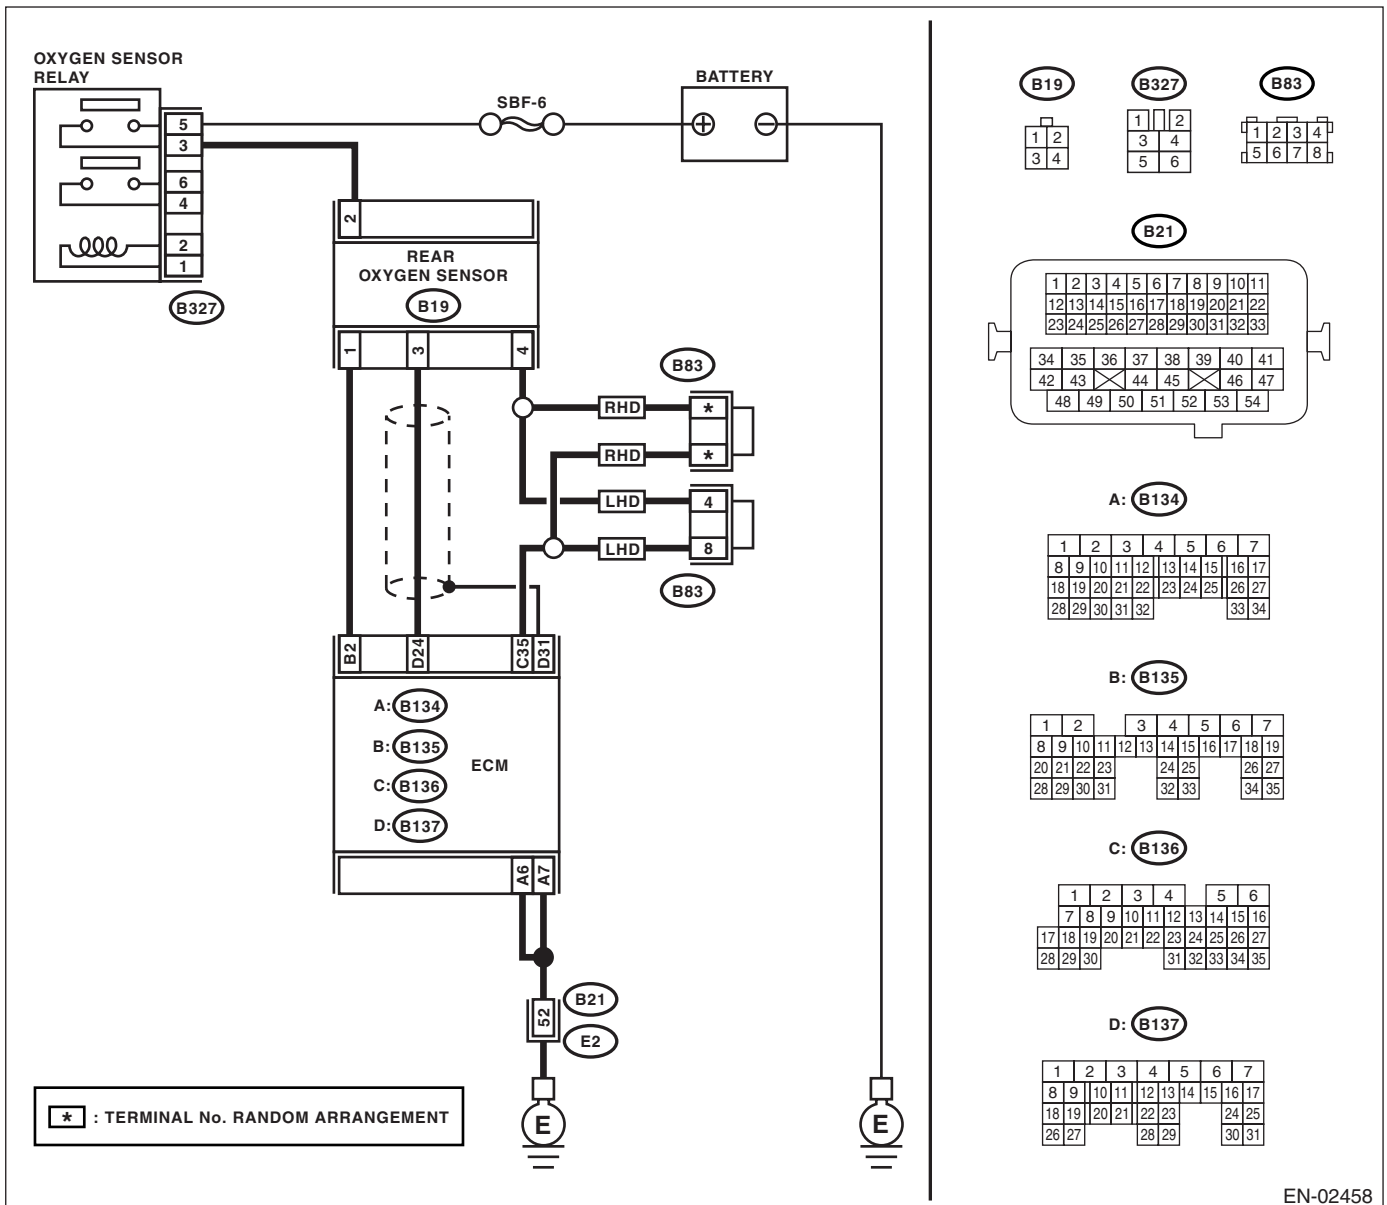 OXYGEN SENSOR
RELAY
5
3
6
4
2
1
B327
SBF-6
BATTERY
2
REAR
OXYGEN SENSOR
B19
1 3 4
B83
RHD *
RHD *
LHD 4
LHD 8
B83
B2 D24 C35 D31
A: B134
B: B135
ECM
C: B136
D: B137
A6 A7
52
B21
E2
E
E
* : TERMINAL No. RANDOM ARRANGEMENT
B19
1 2
3 4
B327
1 2
3 4
5 6
B83
1 2 3 4
5 6 7 8
B21
1 2 3 4 5 6 7 8 9 10 11
12 13 14 15 16 17 18 19 20 21 22
23 24 25 26 27 28 29 30 31 32 33
34 35 36 37 38 39 40 41
42 43 44 45 46 47
48 49 50 51 52 53 54
A: B134
1 2 3 4 5 6 7
8 9 10 11 12 13 14 15 16 17
18 19 20 21 22 23 24 25 26 27
28 29 30 31 32 33 34
B: B135
1 2 3 4 5 6 7
8 9 10 11 12 13 14 15 16 17 18 19
20 21 22 23 24 25 26 27
28 29 30 31 32 33 34 35
C: B136
1 2 3 4 5 6
7 8 9 10 11 12 13 14 15 16
17 18 19 20 21 22 23 24 25 26 27
28 29 30 31 32 33 34 35
D: B137
1 2 3 4 5 6 7
8 9 10 11 12 13 14 15 16 17
18 19 20 21 22 23 24 25
26 27 28 29 30 31
EN-02458